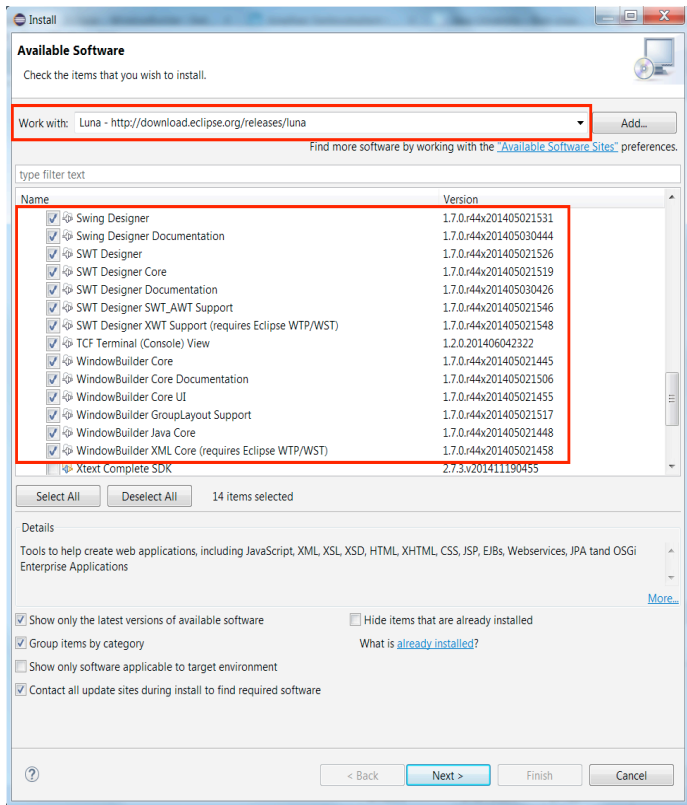 Install
Available Software
Check the items that you wish to install.
Work with: Luna - http://download.eclipse.org/releases/luna Add...
Find more software by working with the "Available Software Sites" preferences.
type filter text
Name Version
Swing Designer 1.7.0.r44x201405021531
Swing Designer Documentation 1.7.0.r44x201405030444
SWT Designer 1.7.0.r44x201405021526
SWT Designer Core 1.7.0.r44x201405021519
SWT Designer Documentation 1.7.0.r44x201405030426
SWT Designer SWT_AWT Support 1.7.0.r44x201405021546
SWT Designer XWT Support (requires Eclipse WTP/WST) 1.7.0.r44x201405021548
TCF Terminal (Console) View 1.2.0.201406042322
WindowBuilder Core 1.7.0.r44x201405021445
WindowBuilder Core Documentation 1.7.0.r44x201405021506
WindowBuilder Core UI 1.7.0.r44x201405021455
WindowBuilder GroupLayout Support 1.7.0.r44x201405021517
WindowBuilder Java Core 1.7.0.r44x201405021448
WindowBuilder XML Core (requires Eclipse WTP/WST) 1.7.0.r44x201405021458
Xtext Complete SDK 2.7.3.v201411190455
Select All Deselect All 14 items selected
Details
Tools to help create web applications, including JavaScript, XML, XSL, XSD, HTML, XHTML, CSS, JSP, EJBs, Webservices, JPA tand OSGi
Enterprise Applications
More...
Show only the latest versions of available software Hide items that are already installed
Group items by category What is already installed?
Show only software applicable to target environment
Contact all update sites during install to find required software
? < Back Next > Finish Cancel